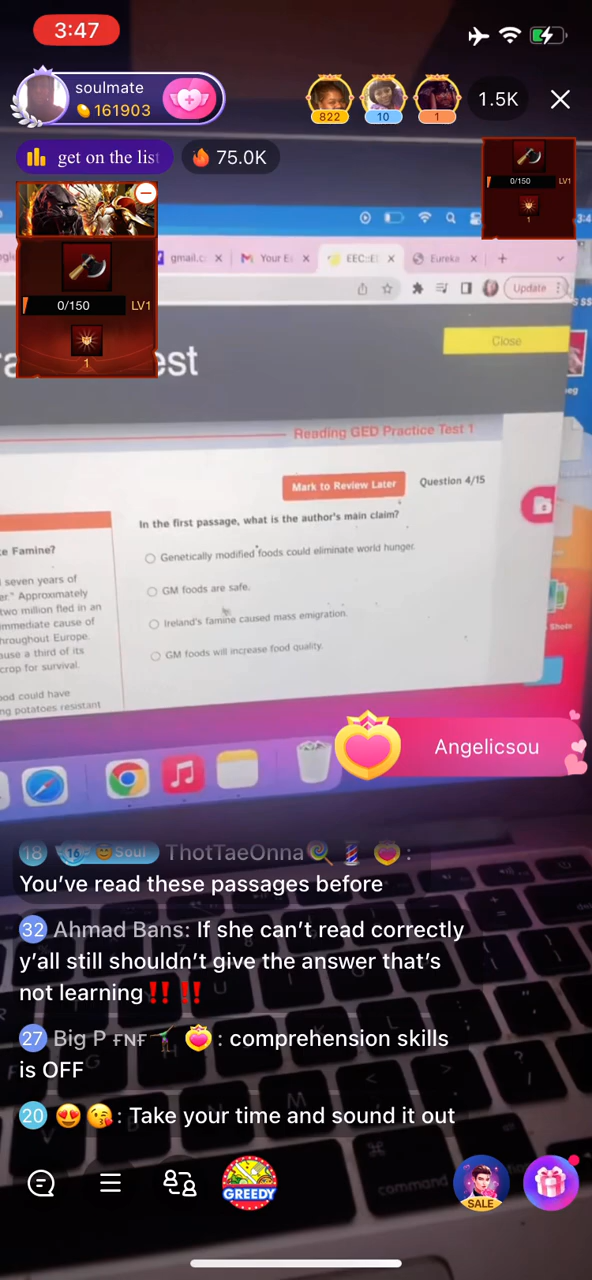 3:47
soulmate
161903
822
10
1
1.5K
get on the list
75.0K
0/150
LV1
1
0/150 LV1
1
gmail.c
Your E
EEC::E
Eureka
Update
est
Close
Reading GED Practice Test 1
Mark to Review Later
Question 4/15
In the first passage, what is the author's main claim?
Genetically modified foods could eliminate world hunger.
GM foods are safe.
Ireland's famine caused mass emigration.
GM foods will increase food quality.
e Famine?
seven years of
er." Approximately
two million fled in an
immediate cause of
hroughout Europe.
ause a third of its
crop for survival.
ood could have
ng potatoes resistant
Angelicsou
18 16 Soul ThotTaeOnna :
You've read these passages before
32 Ahmad Bans: If she can't read correctly
y'all still shouldn't give the answer that's
not learning‼️ ‼️
27 Big P ғɴғ : comprehension skills
is OFF
20 😍😘: Take your time and sound it out
command
GREEDY
SALE